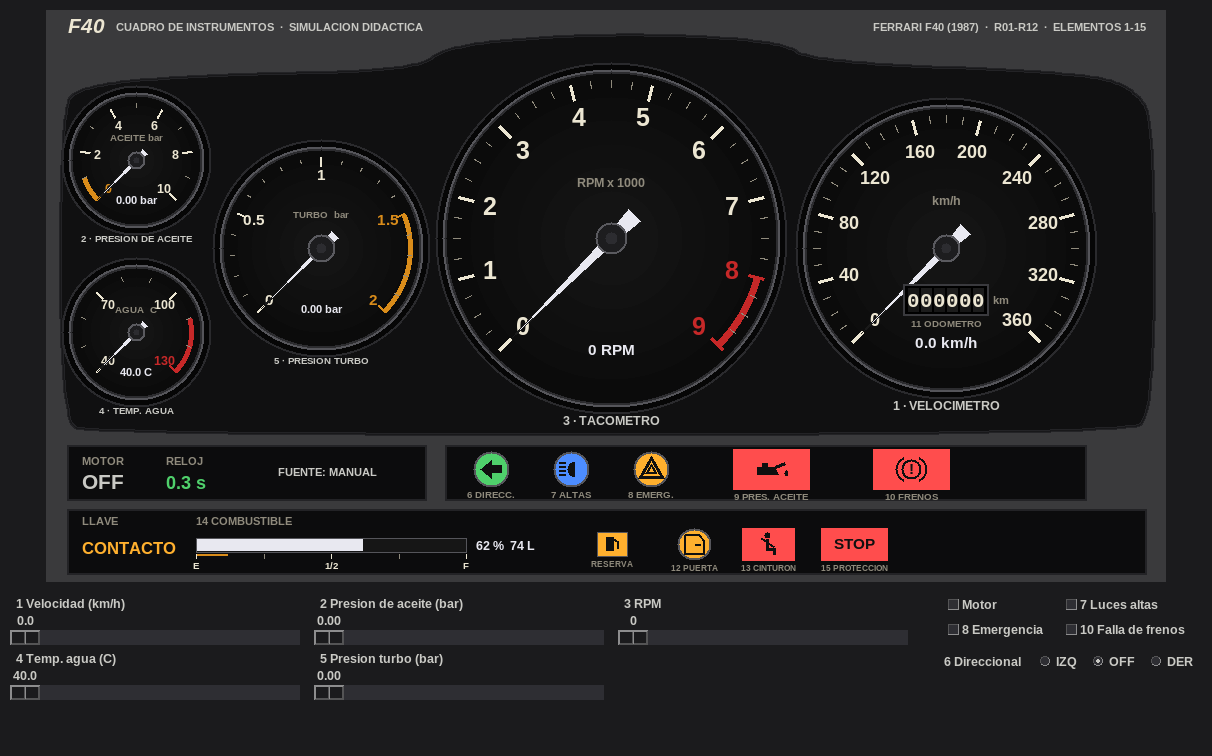 F40 CUADRO DE INSTRUMENTOS · SIMULACION DIDACTICA
FERRARI F40 (1987) · R01-R12 · ELEMENTOS 1-15
4 6
ACEITE bar
2 8
0 10
0.00 bar
2 · PRESION DE ACEITE
70 100
AGUA C
40 130
40.0 C
4 · TEMP. AGUA
1
0.5 TURBO bar 1.5
0 2
0.00 bar
5 · PRESION TURBO
4 5
3 6
RPM x 1000
2 7
1 8
0 9
0 RPM
3 · TACOMETRO
160 200
120 240
km/h
80 280
40 320
000000 km
0 11 ODOMETRO 360
0.0 km/h
1 · VELOCIMETRO
MOTOR RELOJ
OFF 0.3 s
FUENTE: MANUAL
6 DIRECC. 7 ALTAS 8 EMERG. 9 PRES. ACEITE 10 FRENOS
LLAVE 14 COMBUSTIBLE
CONTACTO
62 % 74 L
E 1/2 F
RESERVA
12 PUERTA
13 CINTURON
STOP
15 PROTECCION
1 Velocidad (km/h) 2 Presion de aceite (bar) 3 RPM
0.0 0.00 0
4 Temp. agua (C) 5 Presion turbo (bar)
40.0 0.00
Motor 7 Luces altas
8 Emergencia 10 Falla de frenos
6 Direccional IZQ OFF DER